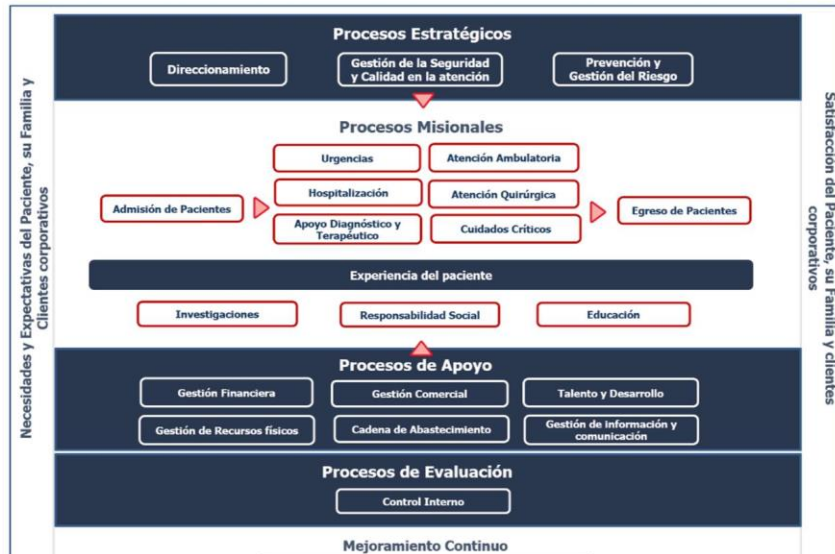 Necesidades y Expectativas del Paciente, su Familia y
Clientes corporativos
Procesos Estratégicos
Direccionamiento
Gestión de la Seguridad
y Calidad en la atención
Prevención y
Gestión del Riesgo
Procesos Misionales
Urgencias
Atención Ambulatoria
Admisión de Pacientes
Hospitalización
Atención Quirúrgica
Egreso de Pacientes
Apoyo Diagnóstico y
Terapéutico
Cuidados Críticos
Experiencia del paciente
Investigaciones
Responsabilidad Social
Educación
Procesos de Apoyo
Gestión Financiera
Gestión Comercial
Talento y Desarrollo
Gestión de Recursos físicos
Cadena de Abastecimiento
Gestión de información y
comunicación
Procesos de Evaluación
Control Interno
Mejoramiento Continuo
Satisfacción del Paciente, su Familia y clientes
corporativos